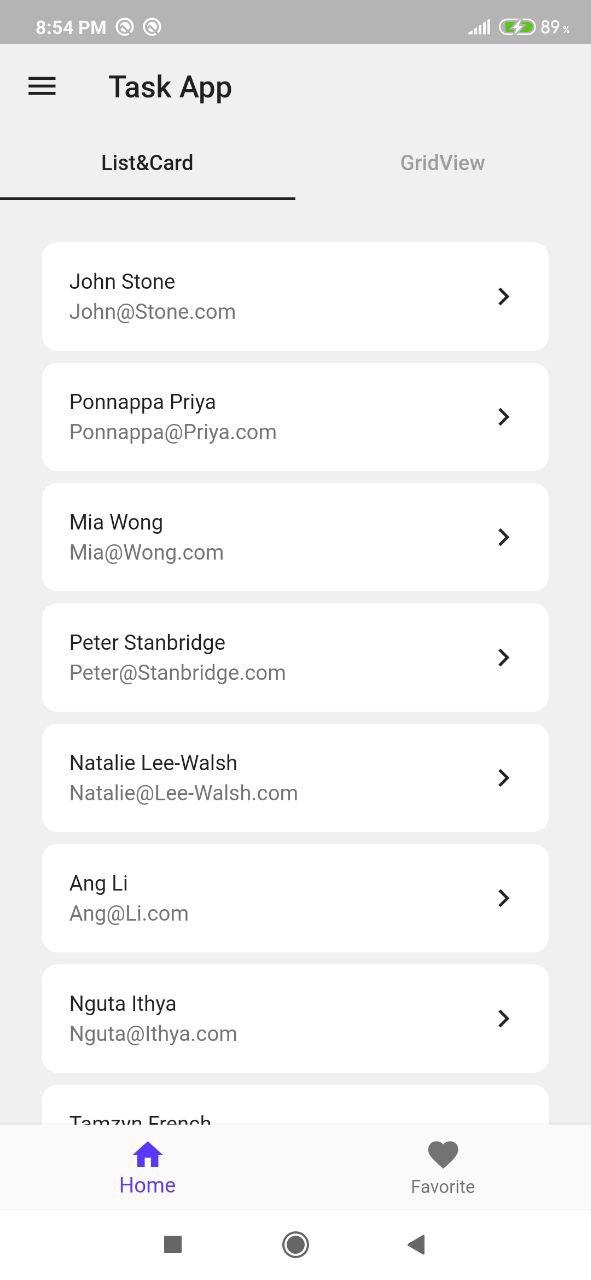 8:54 PM
89%
Task App
List&Card
GridView
John Stone
John@Stone.com
Ponnappa Priya
Ponnappa@Priya.com
Mia Wong
Mia@Wong.com
Peter Stanbridge
Peter@Stanbridge.com
Natalie Lee-Walsh
Natalie@Lee-Walsh.com
Ang Li
Ang@Li.com
Nguta Ithya
Nguta@Ithya.com
Tamzyn French
Home
Favorite